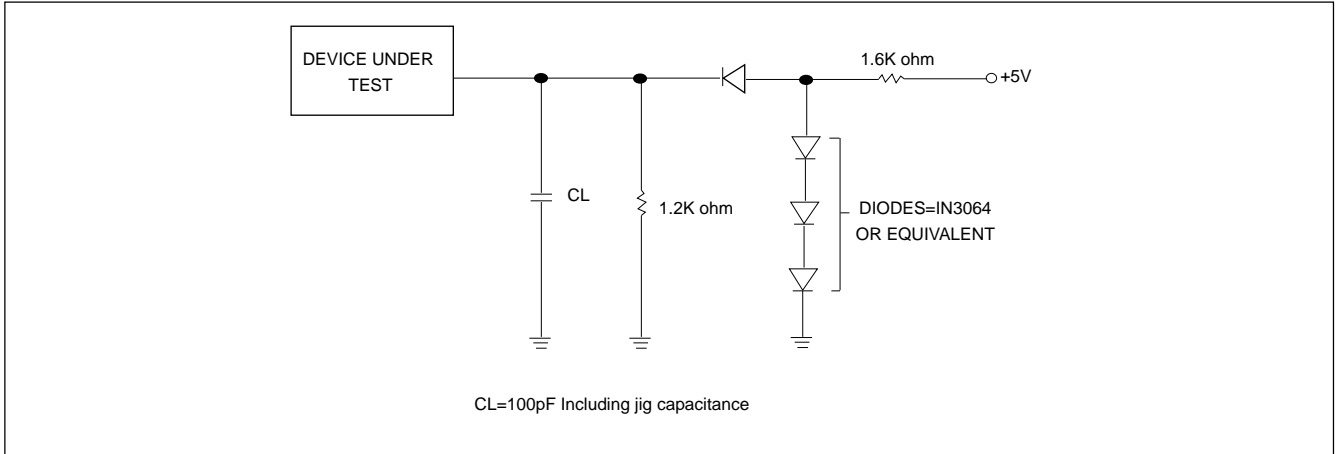 DEVICE UNDER
TEST
1.6K ohm
+5V
CL
1.2K ohm
DIODES=IN3064
OR EQUIVALENT
CL=100pF Including jig capacitance